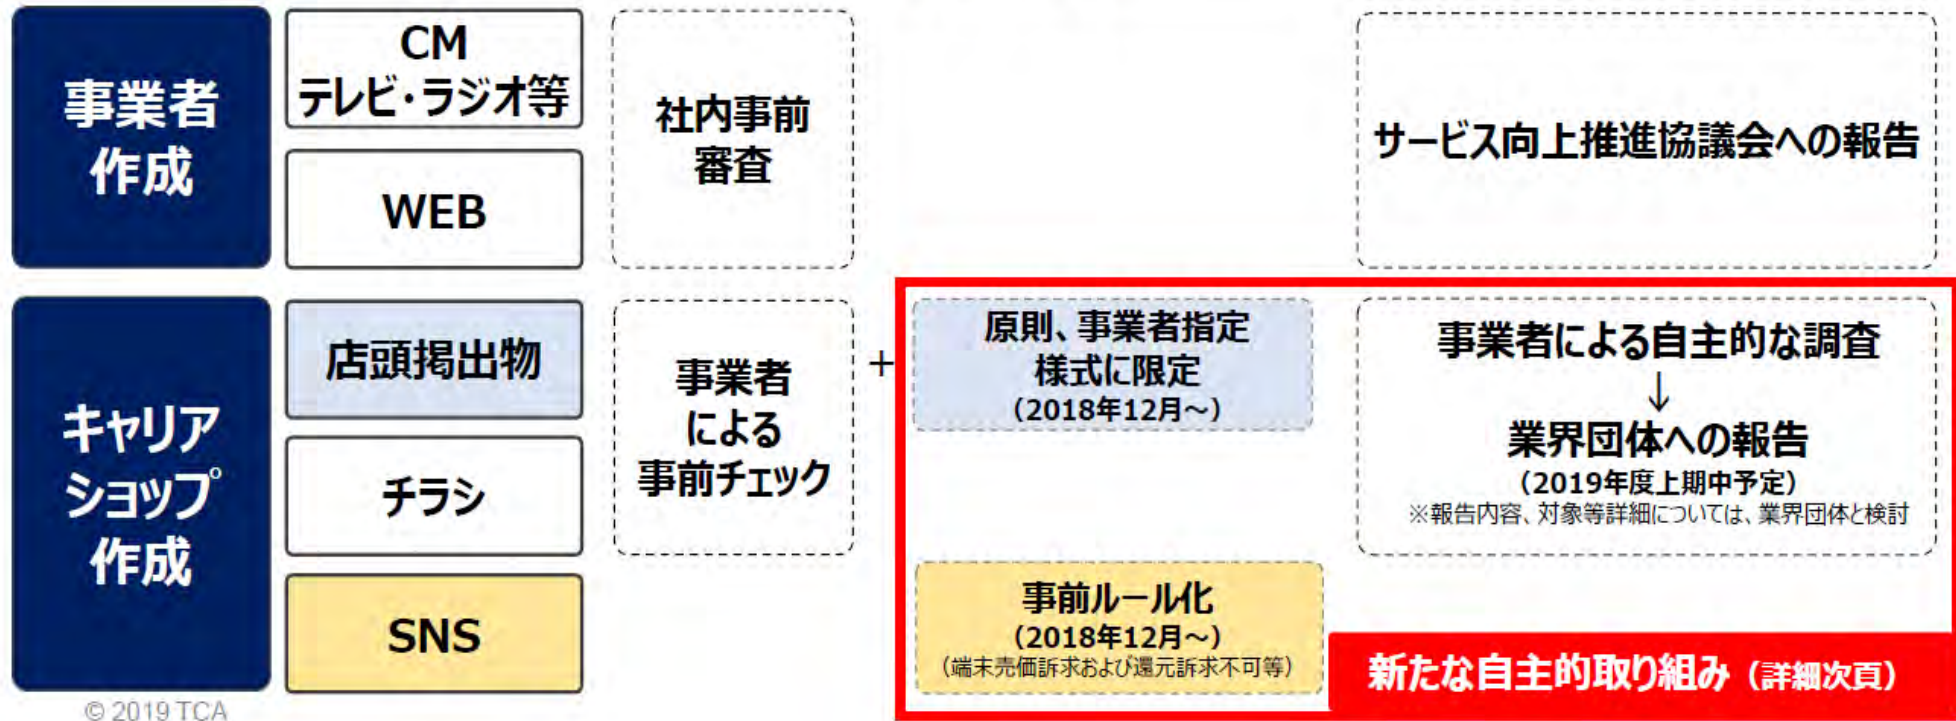 事業者
作成
CM
テレビ・ラジオ等
WEB
社内事前
審査
サービス向上推進協議会への報告
キャリア
ショップ
作成
店頭掲出物
チラシ
SNS
事業者
による
事前チェック
+
原則、事業者指定
様式に限定
（2018年12月～）
事前ルール化
（2018年12月～）
（端末売価訴求および還元訴求不可等）
事業者による自主的な調査
↓
業界団体への報告
（2019年度上期中予定）
※報告内容、対象等詳細については、業界団体と検討
新たな自主的取り組み（詳細次頁）
© 2019 TCA